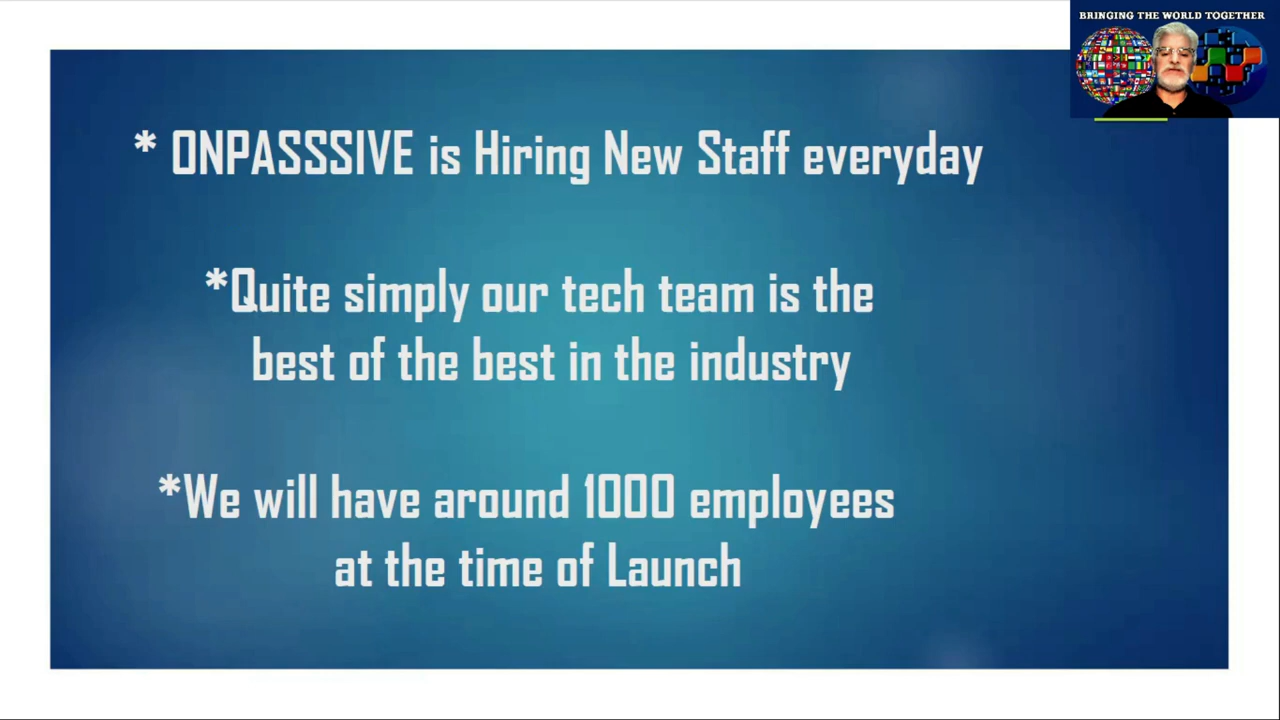 BRINGING THE WORLD TOGETHER
* ONPASSSIVE is Hiring New Staff everyday
*Quite simply our tech team is the
best of the best in the industry
*We will have around 1000 employees
at the time of Launch